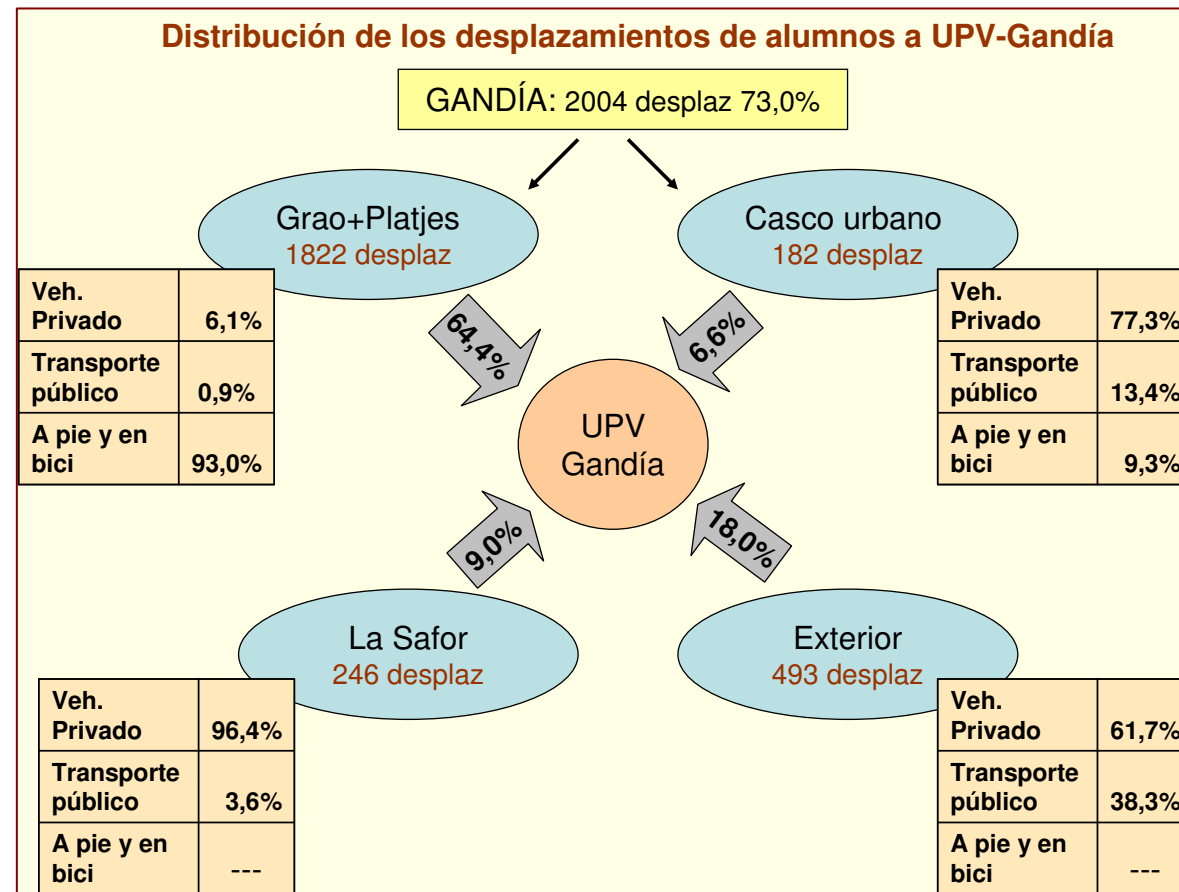 Distribución de los desplazamientos de alumnos a UPV-Gandía
GANDÍA: 2004 desplaz 73,0%
Grao+Platjes
1822 desplaz
Casco urbano
182 desplaz
Veh.
Privado 6,1%
Transporte
público 0,9%
A pie y en
bici 93,0%
64,4%
6,6%
Veh.
Privado 77,3%
Transporte
público 13,4%
A pie y en
bici 9,3%
UPV
Gandía
9,0%
18,0%
La Safor
246 desplaz
Exterior
493 desplaz
Veh.
Privado 96,4%
Transporte
público 3,6%
A pie y en
bici ---
Veh.
Privado 61,7%
Transporte
público 38,3%
A pie y en
bici ---